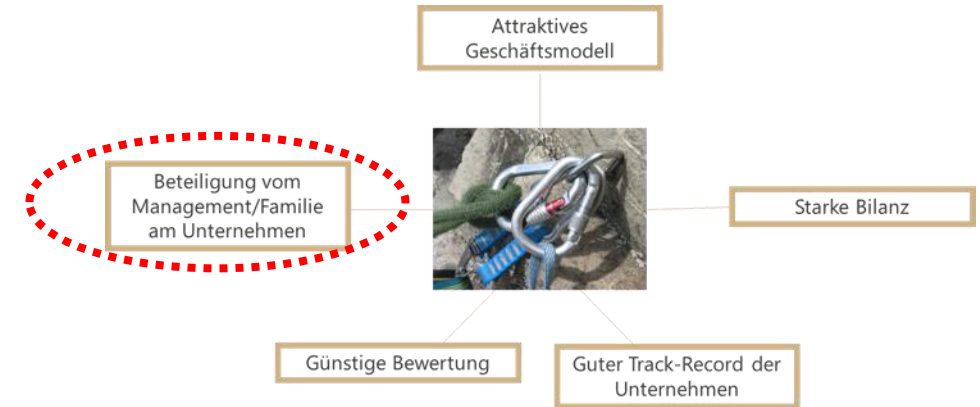 Attraktives
Geschäftsmodell
Beteiligung vom
Management/Familie
am Unternehmen
Starke Bilanz
Günstige Bewertung
Guter Track-Record der
Unternehmen